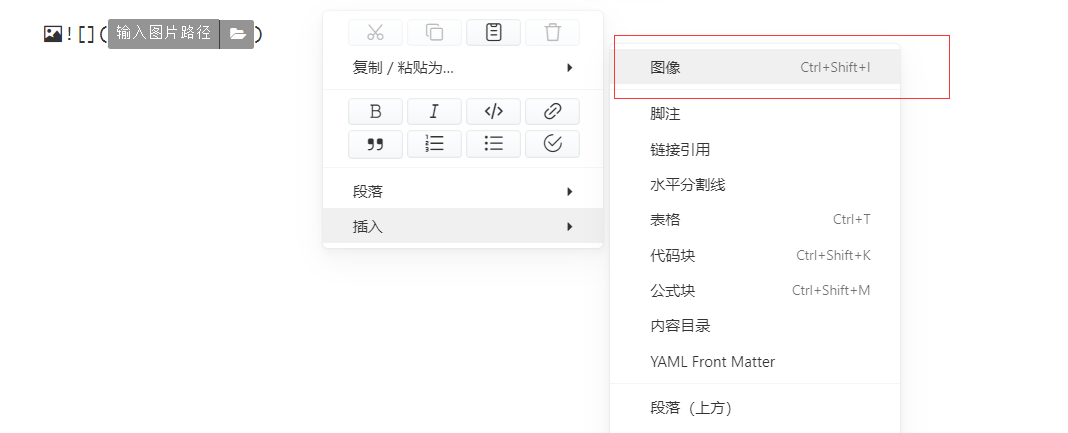 ![](输入图片路径)
复制 / 粘贴为...
B I </>
段落
插入
图像 Ctrl+Shift+I
脚注
链接引用
水平分割线
表格 Ctrl+T
代码块 Ctrl+Shift+K
公式块 Ctrl+Shift+M
内容目录
YAML Front Matter
段落（上方）